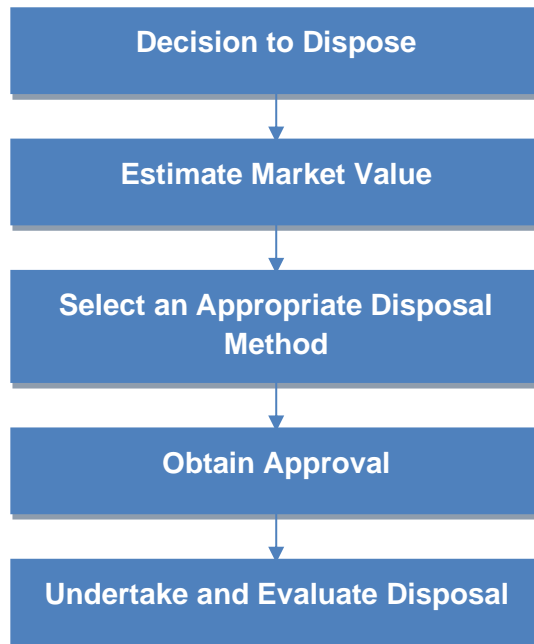 Decision to Dispose
Estimate Market Value
Select an Appropriate Disposal
Method
Obtain Approval
Undertake and Evaluate Disposal